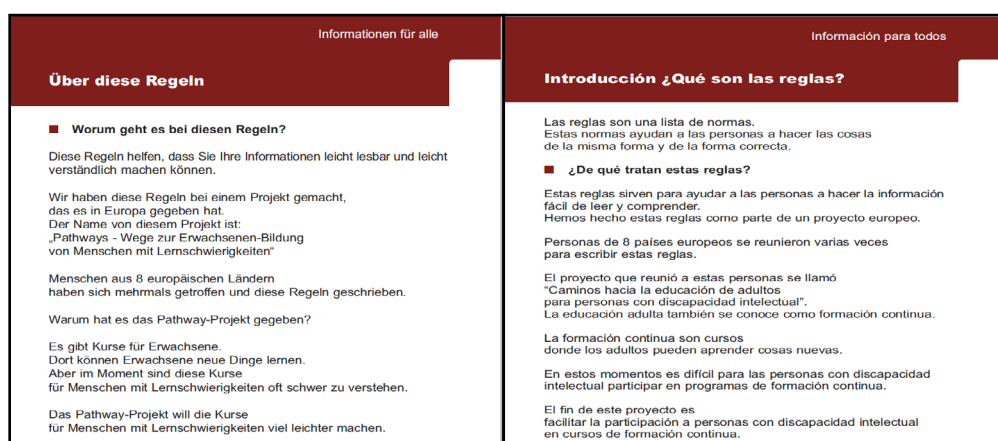 Informationen für alle
Über diese Regeln
Worum geht es bei diesen Regeln?
Diese Regeln helfen, dass Sie Ihre Informationen leicht lesbar und leicht
verständlich machen können.
Wir haben diese Regeln bei einem Projekt gemacht,
das es in Europa gegeben hat.
Der Name von diesem Projekt ist:
„Pathways - Wege zur Erwachsenen-Bildung
von Menschen mit Lernschwierigkeiten“
Menschen aus 8 europäischen Ländern
haben sich mehrmals getroffen und diese Regeln geschrieben.
Warum hat es das Pathway-Projekt gegeben?
Es gibt Kurse für Erwachsene.
Dort können Erwachsene neue Dinge lernen.
Aber im Moment sind diese Kurse
für Menschen mit Lernschwierigkeiten oft schwer zu verstehen.
Das Pathway-Projekt will die Kurse
für Menschen mit Lernschwierigkeiten viel leichter machen.
Información para todos
Introducción ¿Qué son las reglas?
Las reglas son una lista de normas.
Estas normas ayudan a las personas a hacer las cosas
de la misma forma y de la forma correcta.
¿De qué tratan estas reglas?
Estas reglas sirven para ayudar a las personas a hacer la información
fácil de leer y comprender.
Hemos hecho estas reglas como parte de un proyecto europeo.
Personas de 8 países europeos se reunieron varias veces
para escribir estas reglas.
El proyecto que reunió a estas personas se llamó
“Caminos hacia la educación de adultos
para personas con discapacidad intelectual”.
La educación adulta también se conoce como formación continua.
La formación continua son cursos
donde los adultos pueden aprender cosas nuevas.
En estos momentos es difícil para las personas con discapacidad
intelectual participar en programas de formación continua.
El fin de este proyecto es
facilitar la participación a personas con discapacidad intelectual
en cursos de formación continua.